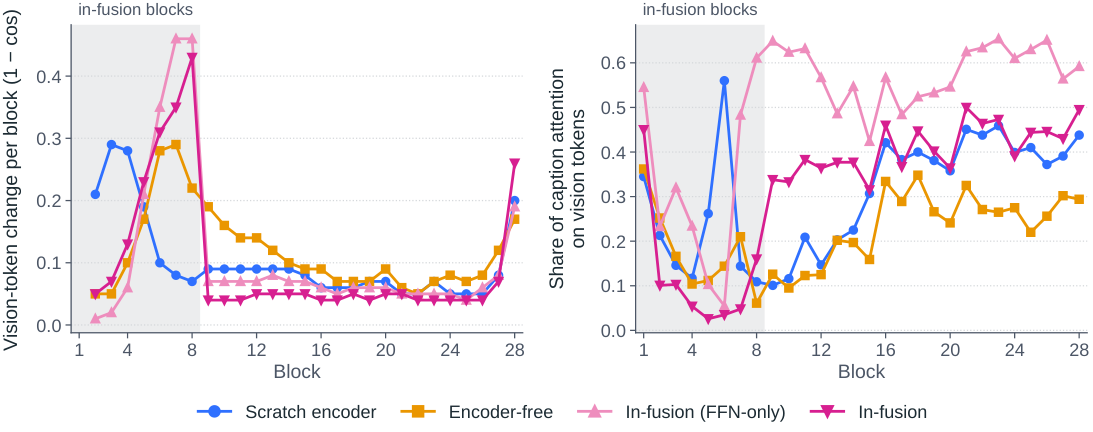 in-fusion blocks
in-fusion blocks
Vision-token change per block (1 − cos)
0.4
0.3
0.2
0.1
0.0
1 4 8 12 16 20 24 28
Block
Share of caption attention
on vision tokens
0.6
0.5
0.4
0.3
0.2
0.1
0.0
1 4 8 12 16 20 24 28
Block
Scratch encoder
Encoder-free
In-fusion (FFN-only)
In-fusion